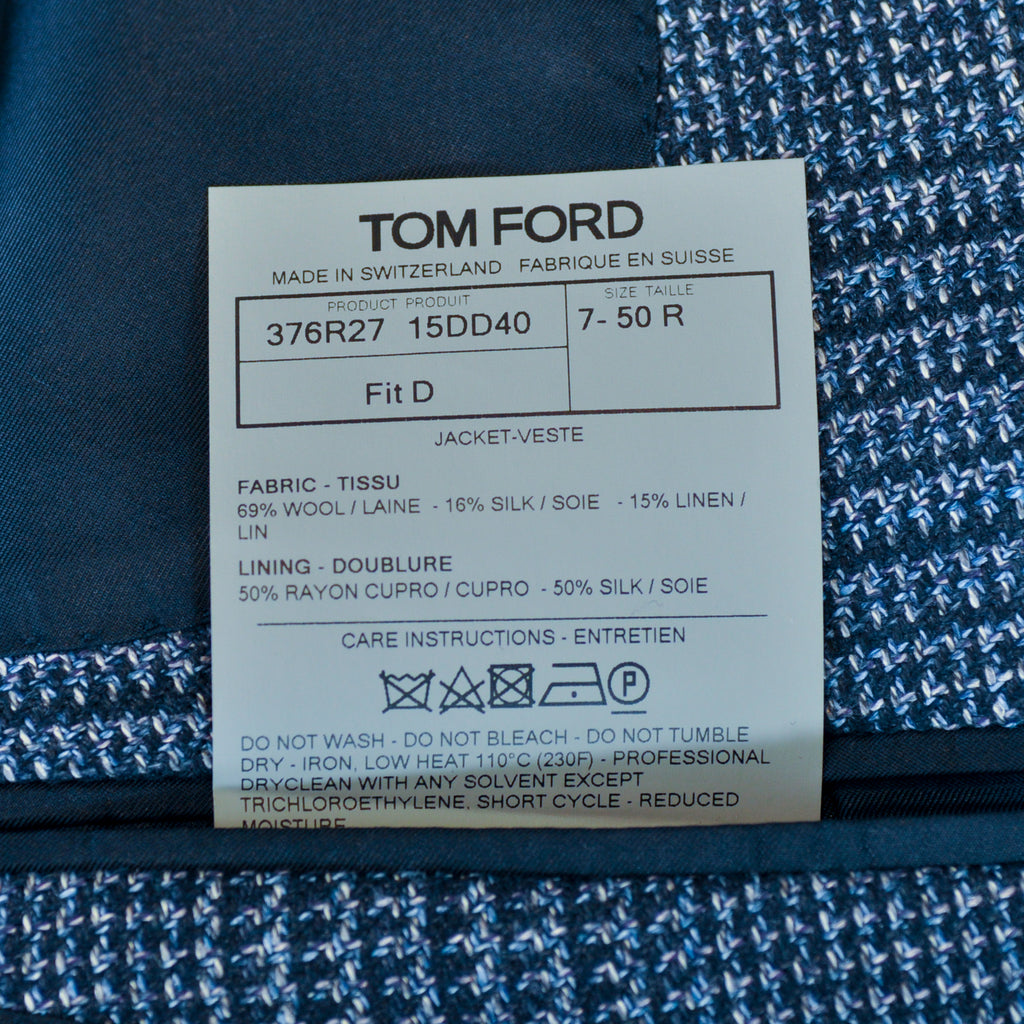 TOM FORD
MADE IN SWITZERLAND FABRIQUE EN SUISSE
PRODUCT PRODUIT
376R27 15DD40
SIZE TAILLE
7- 50 R
Fit D
JACKET-VESTE
FABRIC - TISSU
69% WOOL / LAINE - 16% SILK / SOIE - 15% LINEN /
LIN
LINING - DOUBLURE
50% RAYON CUPRO / CUPRO - 50% SILK / SOIE
CARE INSTRUCTIONS - ENTRETIEN
P
DO NOT WASH - DO NOT BLEACH - DO NOT TUMBLE
DRY - IRON, LOW HEAT 110°C (230F) - PROFESSIONAL
DRYCLEAN WITH ANY SOLVENT EXCEPT
TRICHLOROETHYLENE, SHORT CYCLE - REDUCED
MOISTURE